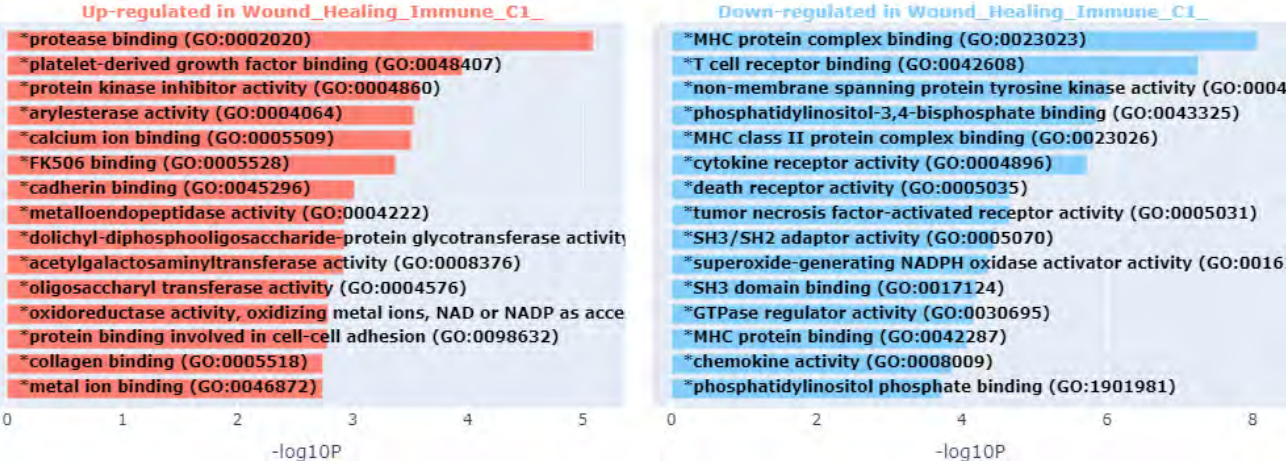 Up-regulated in Wound_Healing_Immune_C1_
*protease binding (GO:0002020)
*platelet-derived growth factor binding (GO:0048407)
*protein kinase inhibitor activity (GO:0004860)
*arylesterase activity (GO:0004064)
*calcium ion binding (GO:0005509)
*FK506 binding (GO:0005528)
*cadherin binding (GO:0045296)
*metalloendopeptidase activity (GO:0004222)
*dolichyl-diphosphooligosaccharide-protein glycotransferase activity
*acetylgalactosaminyltransferase activity (GO:0008376)
*oligosaccharyl transferase activity (GO:0004576)
*oxidoreductase activity, oxidizing metal ions, NAD or NADP as acce
*protein binding involved in cell-cell adhesion (GO:0098632)
*collagen binding (GO:0005518)
*metal ion binding (GO:0046872)
0 1 2 3 4 5
-log10P
Down-regulated in Wound_Healing_Immune_C1_
*MHC protein complex binding (GO:0023023)
*T cell receptor binding (GO:0042608)
*non-membrane spanning protein tyrosine kinase activity (GO:0004
*phosphatidylinositol-3,4-bisphosphate binding (GO:0043325)
*MHC class II protein complex binding (GO:0023026)
*cytokine receptor activity (GO:0004896)
*death receptor activity (GO:0005035)
*tumor necrosis factor-activated receptor activity (GO:0005031)
*SH3/SH2 adaptor activity (GO:0005070)
*superoxide-generating NADPH oxidase activator activity (GO:0016
*SH3 domain binding (GO:0017124)
*GTPase regulator activity (GO:0030695)
*MHC protein binding (GO:0042287)
*chemokine activity (GO:0008009)
*phosphatidylinositol phosphate binding (GO:1901981)
0 2 4 6 8
-log10P